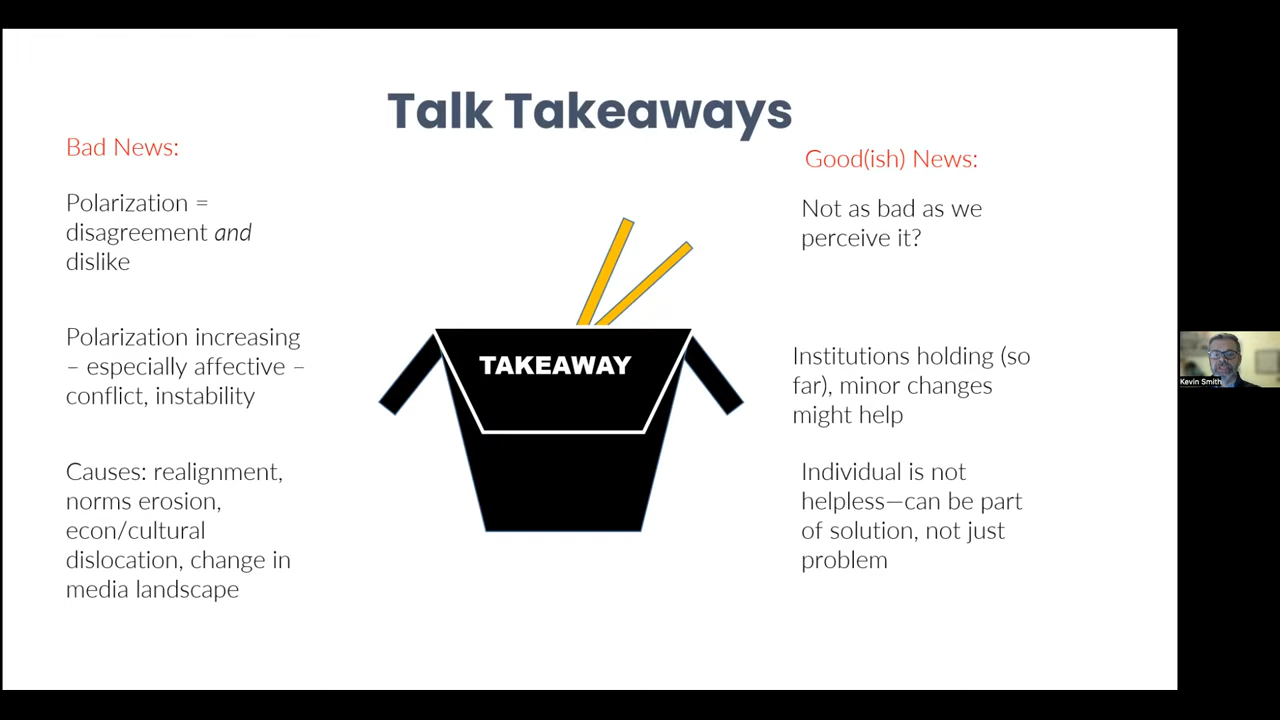 Talk Takeaways
Bad News:
Polarization =
disagreement and
dislike
Polarization increasing
– especially affective –
conflict, instability
Causes: realignment,
norms erosion,
econ/cultural
dislocation, change in
media landscape
TAKEAWAY
Good(ish) News:
Not as bad as we
perceive it?
Institutions holding (so
far), minor changes
might help
Individual is not
helpless—can be part
of solution, not just
problem
Kevin Smith